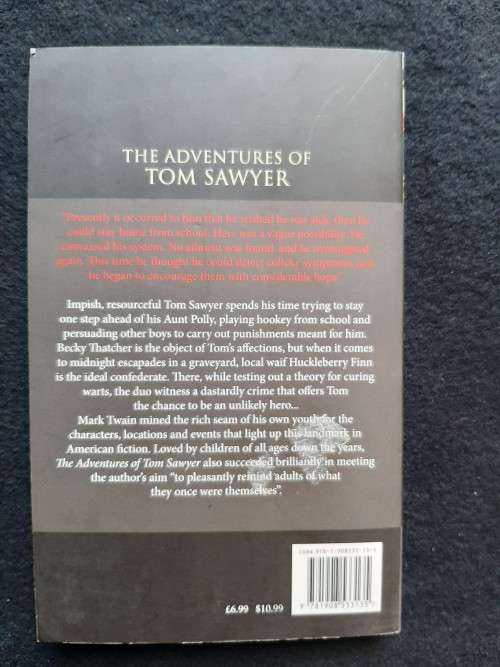 THE ADVENTURES OF
TOM SAWYER
"Presently it occurred to him that he wished he was sick; then he
could stay home from school. Here was a vague possibility. He
canvassed his system. No ailment was found, and he investigated
again. This time he thought he could detect colicky symptoms, and
he began to encourage them with considerable hope."
Impish, resourceful Tom Sawyer spends his time trying to stay
one step ahead of his Aunt Polly, playing hookey from school and
persuading other boys to carry out punishments meant for him.
Becky Thatcher is the object of Tom's affections, but when it comes
to midnight escapades in a graveyard, local waif Huckleberry Finn
is the ideal confederate. There, while testing out a theory for curing
warts, the duo witness a dastardly crime that offers Tom
the chance to be an unlikely hero...
Mark Twain mined the rich seam of his own youth for the
characters, locations and events that light up this landmark in
American fiction. Loved by children of all ages down the years,
The Adventures of Tom Sawyer also succeeded brilliantly in meeting
the author's aim "to pleasantly remind adults of what
they once were themselves".
£6.99 $10.99